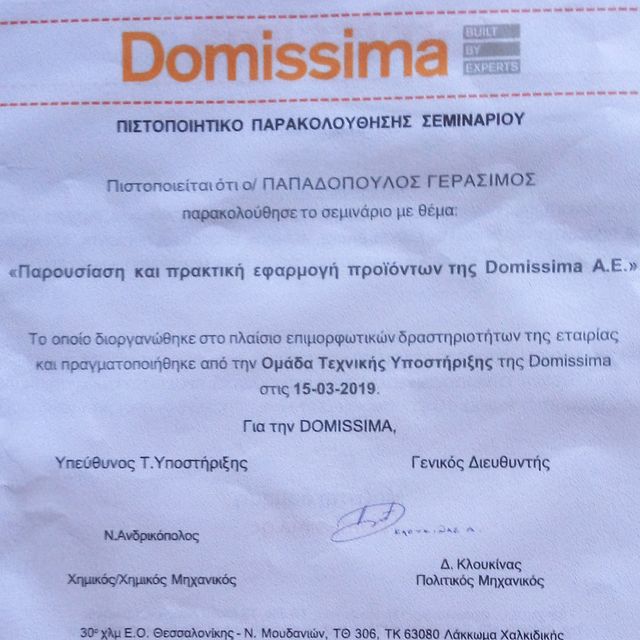 Domissima
BUILT
BY
EXPERTS
ΠΙΣΤΟΠΟΙΗΤΙΚΟ ΠΑΡΑΚΟΛΟΥΘΗΣΗΣ ΣΕΜΙΝΑΡΙΟΥ
Πιστοποιείται ότι ο/ ΠΑΠΑΔΟΠΟΥΛΟΣ ΓΕΡΑΣΙΜΟΣ
παρακολούθησε το σεμινάριο με θέμα:
«Παρουσίαση και πρακτική εφαρμογή προϊόντων της Domissima Α.Ε.»
Το οποίο διοργανώθηκε στο πλαίσιο επιμορφωτικών δραστηριοτήτων της εταιρίας
και πραγματοποιήθηκε από την Ομάδα Τεχνικής Υποστήριξης της Domissima
στις 15-03-2019.
Για την DOMISSIMA,
Υπεύθυνος Τ.Υποστήριξης
Γενικός Διευθυντής
Ν.Ανδρικόπολος
Δ. Κλουκίνας
Χημικός/Χημικός Μηχανικός
Πολιτικός Μηχανικός
30ο χλμ Ε.Ο. Θεσσαλονίκης - Ν. Μουδανιών, ΤΘ 306, ΤΚ 63080 Λάκκωμα Χαλκιδικής